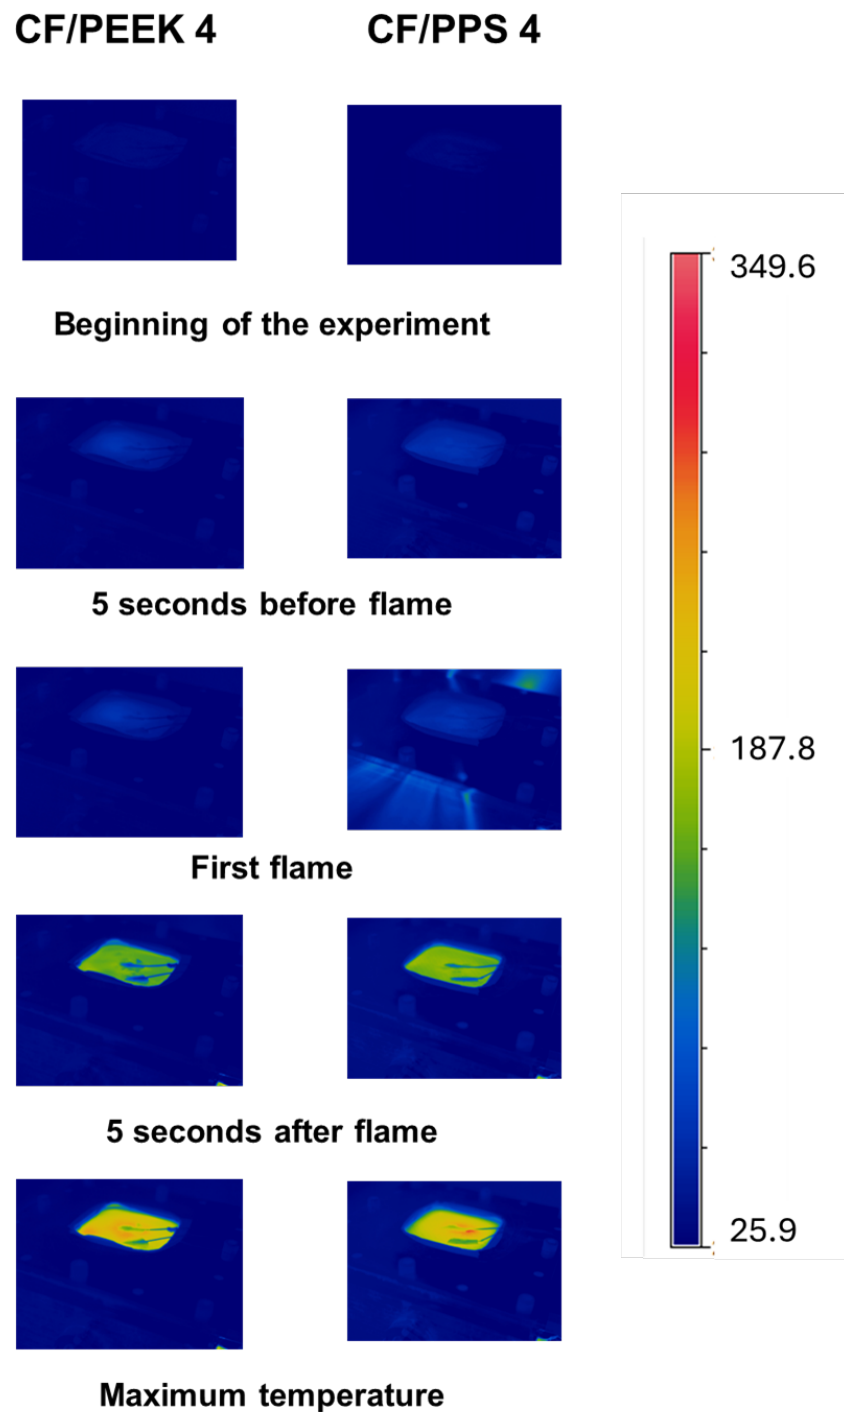 CF/PEEK 4
CF/PPS 4
Beginning of the experiment
349.6
5 seconds before flame
187.8
First flame
5 seconds after flame
25.9
Maximum temperature